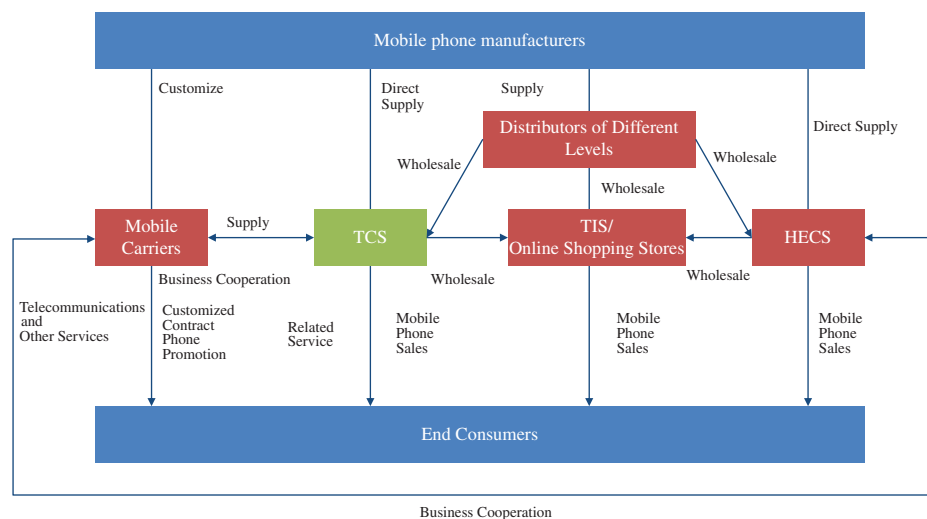 Mobile phone manufacturers
Customize
Direct
Supply
Supply
Distributors of Different
Levels
Direct Supply
Wholesale
Wholesale
Wholesale
Mobile
Carriers
Supply
TCS
TIS/
Online Shopping Stores
HECS
Business Cooperation
Wholesale
Wholesale
Telecommunications
and
Other Services
Customized
Contract
Phone
Promotion
Related
Service
Mobile
Phone
Sales
Mobile
Phone
Sales
Mobile
Phone
Sales
End Consumers
Business Cooperation